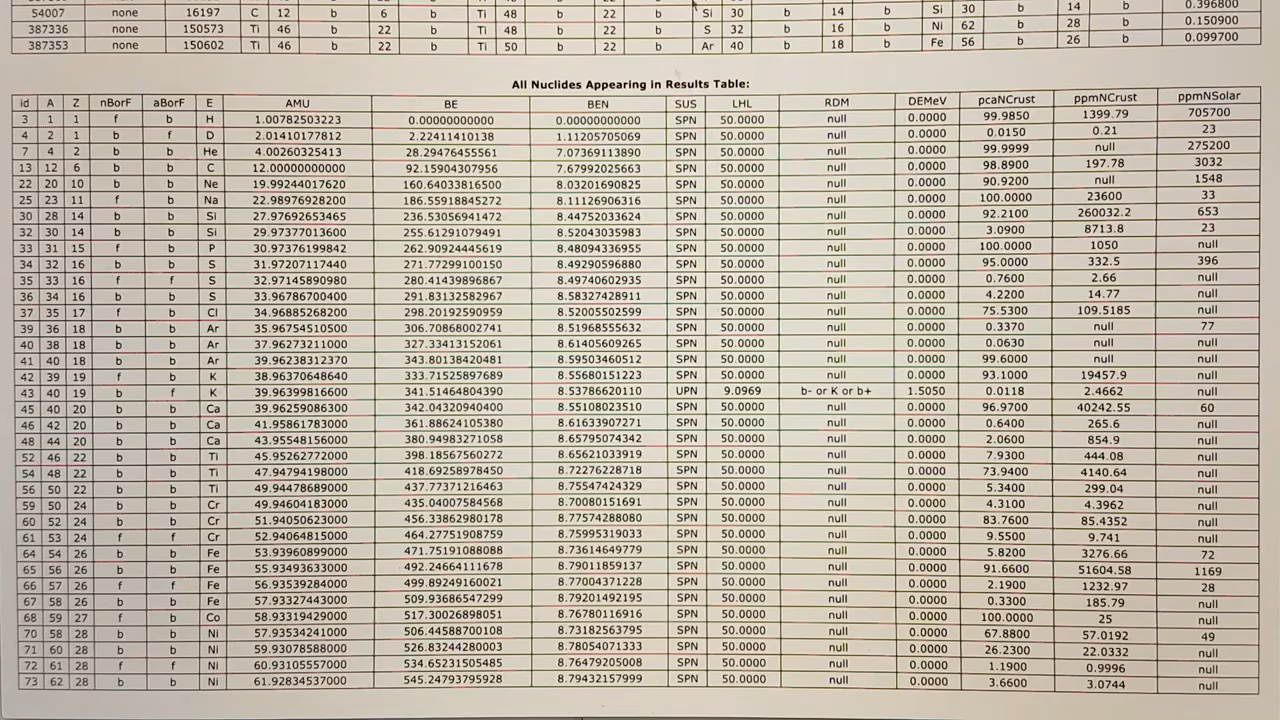 54007 none 16197 C 12 b 6 b Ti 48 b 22 b Si 30 b 14 b Si 30 b 14 b 0.396800
387336 none 150573 Ti 46 b 22 b Ti 48 b 22 b S 32 b 16 b Ni 62 b 28 b 0.150900
387353 none 150602 Ti 46 b 22 b Ti 50 b 22 b Ar 40 b 18 b Fe 56 b 26 b 0.099700
All Nuclides Appearing in Results Table:
id A Z nBorF aBorF E AMU BE BEN SUS LHL RDM DEMeV pcaNCrust ppmNCrust ppmNSolar
3 1 1 f b H 1.00782503223 0.00000000000 0.00000000000 SPN 50.0000 null 0.0000 99.9850 1399.79 705700
4 2 1 b f D 2.01410177812 2.22411410138 1.11205705069 SPN 50.0000 null 0.0000 0.0150 0.21 23
7 4 2 b b He 4.00260325413 28.29476455561 7.07369113890 SPN 50.0000 null 0.0000 99.9999 null 275200
13 12 6 b b C 12.00000000000 92.15904307956 7.67992025663 SPN 50.0000 null 0.0000 98.8900 197.78 3032
22 20 10 b b Ne 19.99244017620 160.64033816500 8.03201690825 SPN 50.0000 null 0.0000 90.9200 null 1548
25 23 11 f b Na 22.98976928200 186.55918845272 8.11126906316 SPN 50.0000 null 0.0000 100.0000 23600 33
30 28 14 b b Si 27.97692653465 236.53056941472 8.44752033624 SPN 50.0000 null 0.0000 92.2100 260032.2 653
32 30 14 b b Si 29.97377013600 255.61291079491 8.52043035983 SPN 50.0000 null 0.0000 3.0900 8713.8 23
33 31 15 f b P 30.97376199842 262.90924445619 8.48094336955 SPN 50.0000 null 0.0000 100.0000 1050 null
34 32 16 b b S 31.97207117440 271.77299100150 8.49290596880 SPN 50.0000 null 0.0000 95.0000 332.5 396
35 33 16 f f S 32.97145890980 280.41439896867 8.49740602935 SPN 50.0000 null 0.0000 0.7600 2.66 null
36 34 16 b b S 33.96786700400 291.83132582967 8.58327428911 SPN 50.0000 null 0.0000 4.2200 14.77 null
37 35 17 f b Cl 34.96885268200 298.20192590959 8.52005502599 SPN 50.0000 null 0.0000 75.5300 109.5185 null
39 36 18 b b Ar 35.96754510500 306.70868002741 8.51968555632 SPN 50.0000 null 0.0000 0.3370 null 77
40 38 18 b b Ar 37.96273211000 327.33413152061 8.61405609265 SPN 50.0000 null 0.0000 0.0630 null null
41 40 18 b b Ar 39.96238312370 343.80138420481 8.59503460512 SPN 50.0000 null 0.0000 99.6000 null null
42 39 19 f b K 38.96370648640 333.71525897689 8.55680151223 SPN 50.0000 null 0.0000 93.1000 19457.9 null
43 40 19 b f K 39.96399816600 341.51464804390 8.53786620110 UPN 9.0969 b- or K or b+ 1.5050 0.0118 2.4662 null
45 40 20 b b Ca 39.96259086300 342.04320940400 8.55108023510 SPN 50.0000 null 0.0000 96.9700 40242.55 60
46 42 20 b b Ca 41.95861783000 361.88624105380 8.61633907271 SPN 50.0000 null 0.0000 0.6400 265.6 null
48 44 20 b b Ca 43.95548156000 380.94983271058 8.65795074342 SPN 50.0000 null 0.0000 2.0600 854.9 null
52 46 22 b b Ti 45.95262772000 398.18567560272 8.65621033919 SPN 50.0000 null 0.0000 7.9300 444.08 null
54 48 22 b b Ti 47.94794198000 418.69258978450 8.72276228718 SPN 50.0000 null 0.0000 73.9400 4140.64 null
56 50 22 b b Ti 49.94478689000 437.77371216463 8.75547424329 SPN 50.0000 null 0.0000 5.3400 299.04 null
59 50 24 b b Cr 49.94604183000 435.04007584568 8.70080151691 SPN 50.0000 null 0.0000 4.3100 4.3962 null
60 52 24 b b Cr 51.94050623000 456.33862980178 8.77574288080 SPN 50.0000 null 0.0000 83.7600 85.4352 null
61 53 24 f f Cr 52.94064815000 464.27751908759 8.75995319033 SPN 50.0000 null 0.0000 9.5500 9.741 null
64 54 26 b b Fe 53.93960899000 471.75191088088 8.73614649779 SPN 50.0000 null 0.0000 5.8200 3276.66 72
65 56 26 b b Fe 55.93493633000 492.24664111678 8.79011859137 SPN 50.0000 null 0.0000 91.6600 51604.58 1169
66 57 26 f f Fe 56.93539284000 499.89249160021 8.77004371228 SPN 50.0000 null 0.0000 2.1900 1232.97 28
67 58 26 b b Fe 57.93327443000 509.93686547299 8.79201492195 SPN 50.0000 null 0.0000 0.3300 185.79 null
68 59 27 f b Co 58.93319429000 517.30026898051 8.76780116916 SPN 50.0000 null 0.0000 100.0000 25 null
70 58 28 b b Ni 57.93534241000 506.44588700108 8.73182563795 SPN 50.0000 null 0.0000 67.8800 57.0192 49
71 60 28 b b Ni 59.93078588000 526.83244280003 8.78054071333 SPN 50.0000 null 0.0000 26.2300 22.0332 null
72 61 28 f f Ni 60.93105557000 534.65231505485 8.76479205008 SPN 50.0000 null 0.0000 1.1900 0.9996 null
73 62 28 b b Ni 61.92834537000 545.24793795928 8.79432157999 SPN 50.0000 null 0.0000 3.6600 3.0744 null